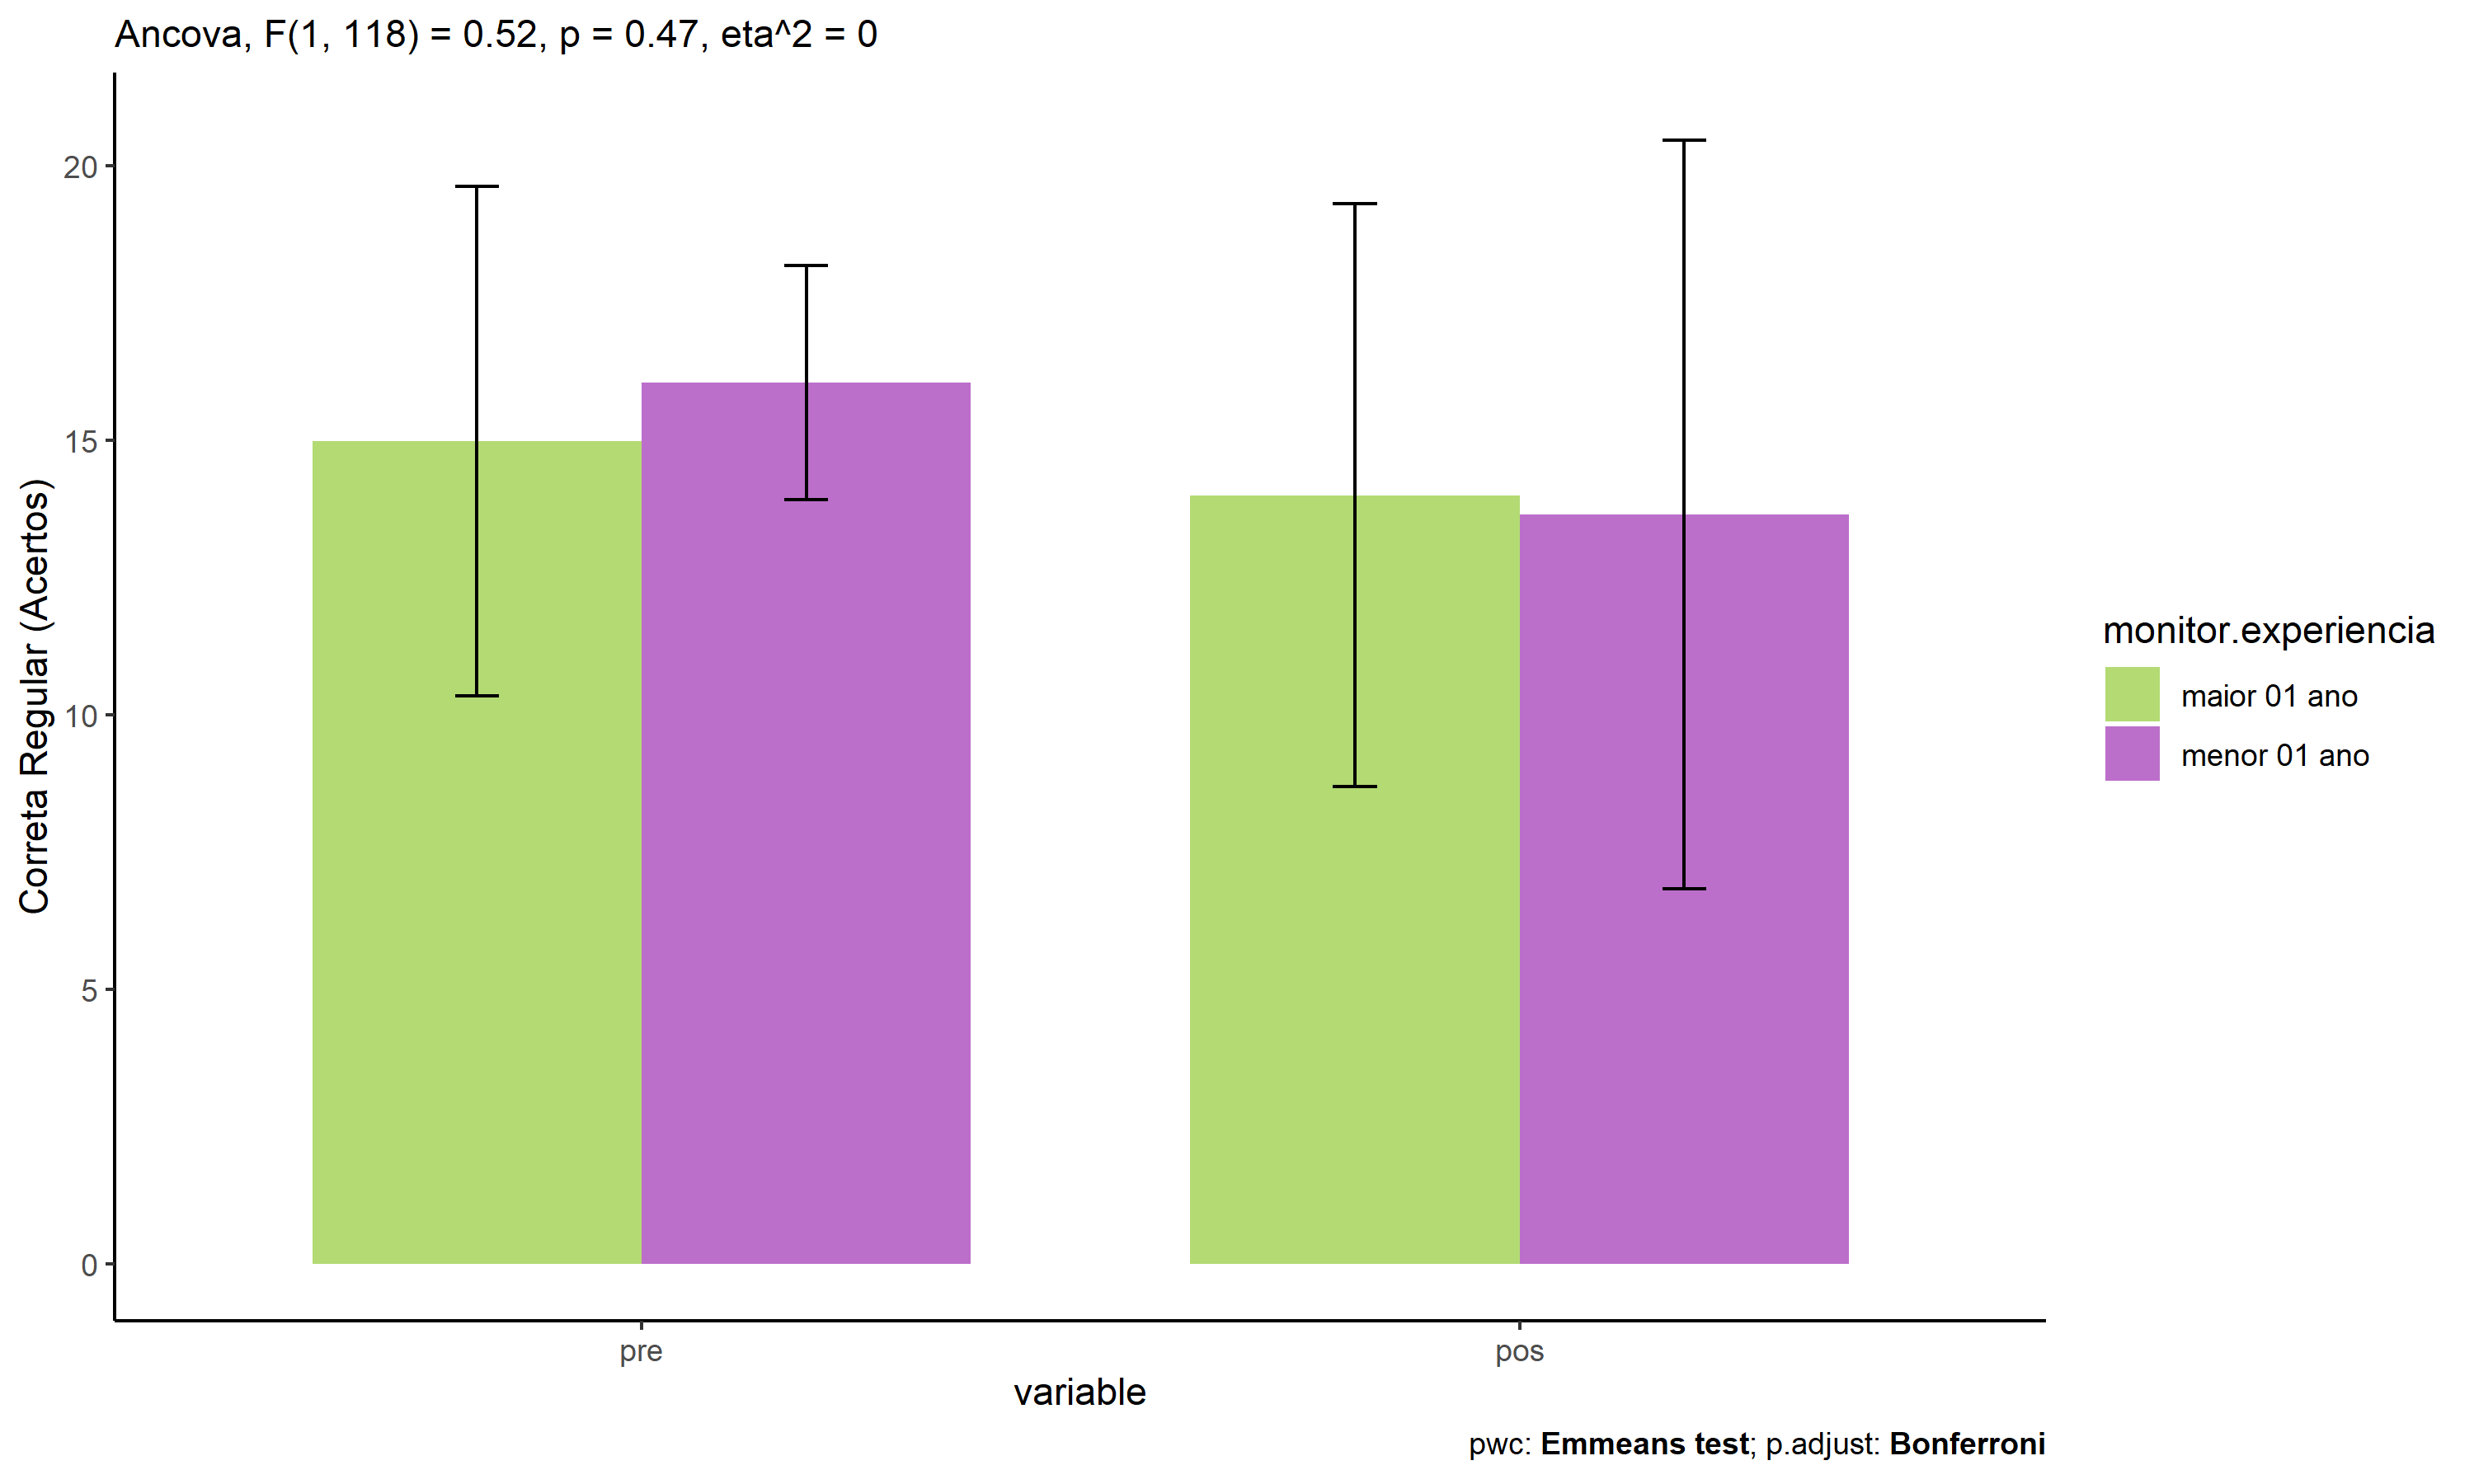 Ancova, F(1, 118) = 0.52, p = 0.47, eta^2 = 0
Correta Regular (Acertos)
20
15
10
5
0
pre
pos
variable
monitor.experiencia
maior 01 ano
menor 01 ano
pwc: Emmeans test; p.adjust: Bonferroni